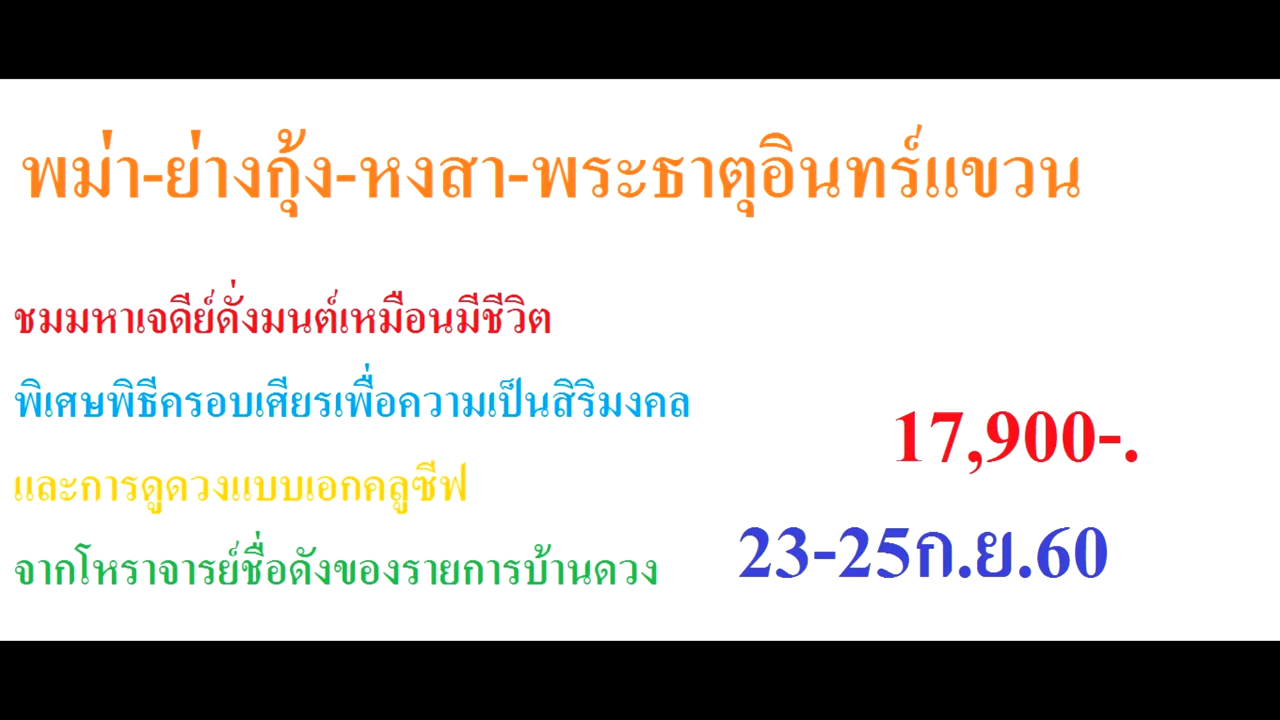 พม่า-ย่างกุ้ง-หงสา-พระธาตุอินทร์แขวน
ชมมหาเจดีย์ดั่งมนต์เหมือนมีชีวิต
พิเศษพิธีครอบเศียรเพื่อความเป็นสิริมงคล
และการดูดวงแบบเอกคลูซีฟ
จากโหราจารย์ชื่อดังของรายการบ้านดวง
17,900-.
23-25ก.ย.60